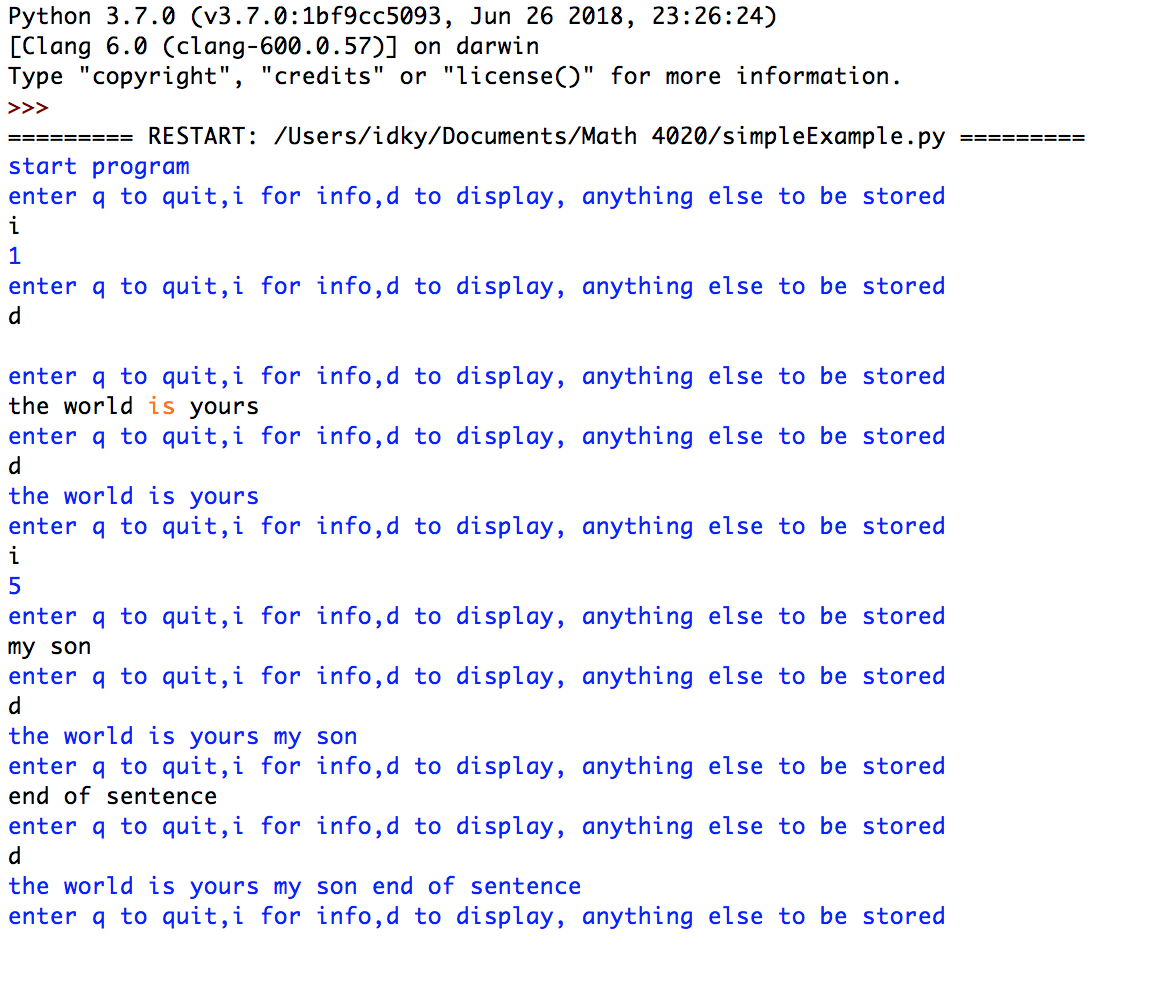 Python 3.7.0 (v3.7.0:1bf9cc5093, Jun 26 2018, 23:26:24)
[Clang 6.0 (clang-600.0.57)] on darwin
Type "copyright", "credits" or "license()" for more information.
>>>
========= RESTART: /Users/idky/Documents/Math 4020/simpleExample.py =========
start program
enter q to quit,i for info,d to display, anything else to be stored
i
1
enter q to quit,i for info,d to display, anything else to be stored
d

enter q to quit,i for info,d to display, anything else to be stored
the world is yours
enter q to quit,i for info,d to display, anything else to be stored
d
the world is yours
enter q to quit,i for info,d to display, anything else to be stored
i
5
enter q to quit,i for info,d to display, anything else to be stored
my son
enter q to quit,i for info,d to display, anything else to be stored
d
the world is yours my son
enter q to quit,i for info,d to display, anything else to be stored
end of sentence
enter q to quit,i for info,d to display, anything else to be stored
d
the world is yours my son end of sentence
enter q to quit,i for info,d to display, anything else to be stored